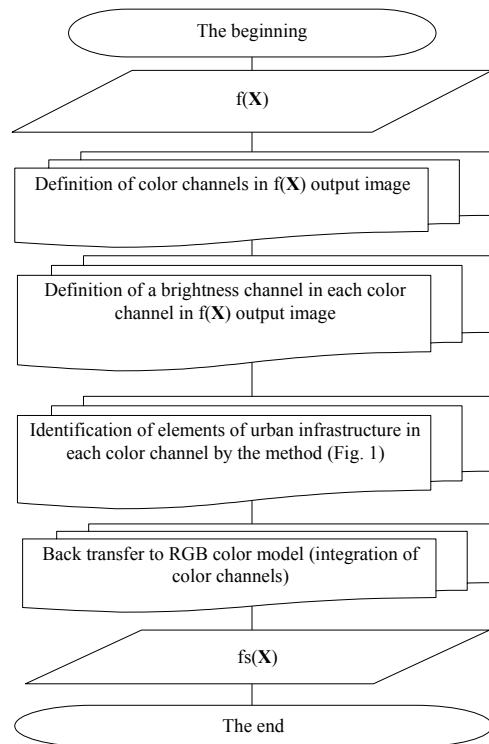 The beginning
f(X)
Definition of color channels in f(X) output image
Definition of a brightness channel in each color
channel in f(X) output image
Identification of elements of urban infrastructure in
each color channel by the method (Fig. 1)
Back transfer to RGB color model (integration of
color channels)
fs(X)
The end